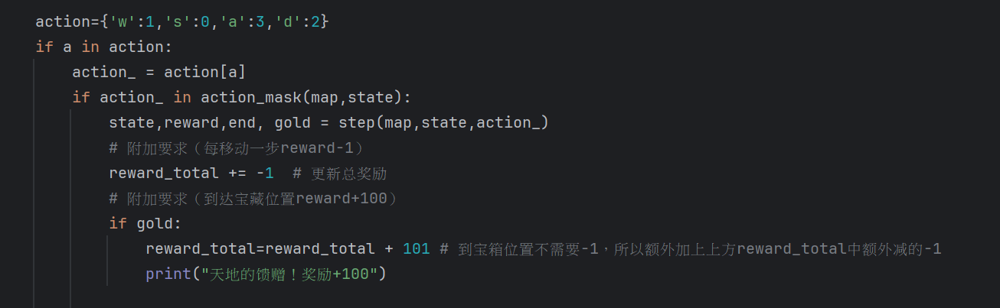 action={'w':1,'s':0,'a':3,'d':2}
if a in action:
action_ = action[a]
if action_ in action_mask(map,state):
state,reward,end, gold = step(map,state,action_)
# 附加要求（每移动一步reward-1）
reward_total += -1  # 更新总奖励
# 附加要求（到达宝藏位置reward+100）
if gold:
reward_total=reward_total + 101 # 到宝箱位置不需要-1，所以额外加上上方reward_total中额外减的-1
print("天地的馈赠！奖励+100")